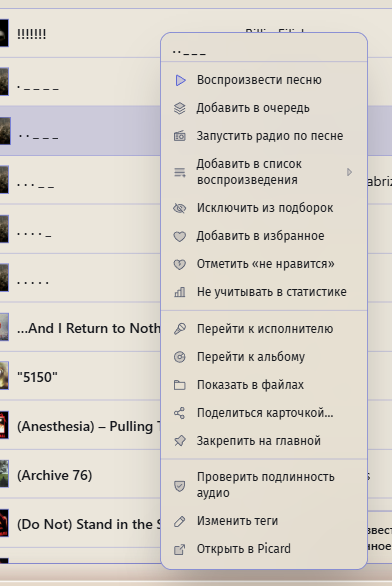 !!!!!!!
. _ _ _ _
. . _ _ _
. . . _ _
. . . . _
. . . . .
...And I Return to Noth
"5150"
(Anesthesia) – Pulling T
(Archive 76)
(Do Not) Stand in the S
. . _ _ _
Воспроизвести песню
Добавить в очередь
Запустить радио по песне
Добавить в список
воспроизведения
Исключить из подборок
Добавить в избранное
Отметить «не нравится»
Не учитывать в статистике
Перейти к исполнителю
Перейти к альбому
Показать в файлах
Поделиться карточкой...
Закрепить на главной
Проверить подлинность
аудио
Изменить теги
Открыть в Picard
abriz